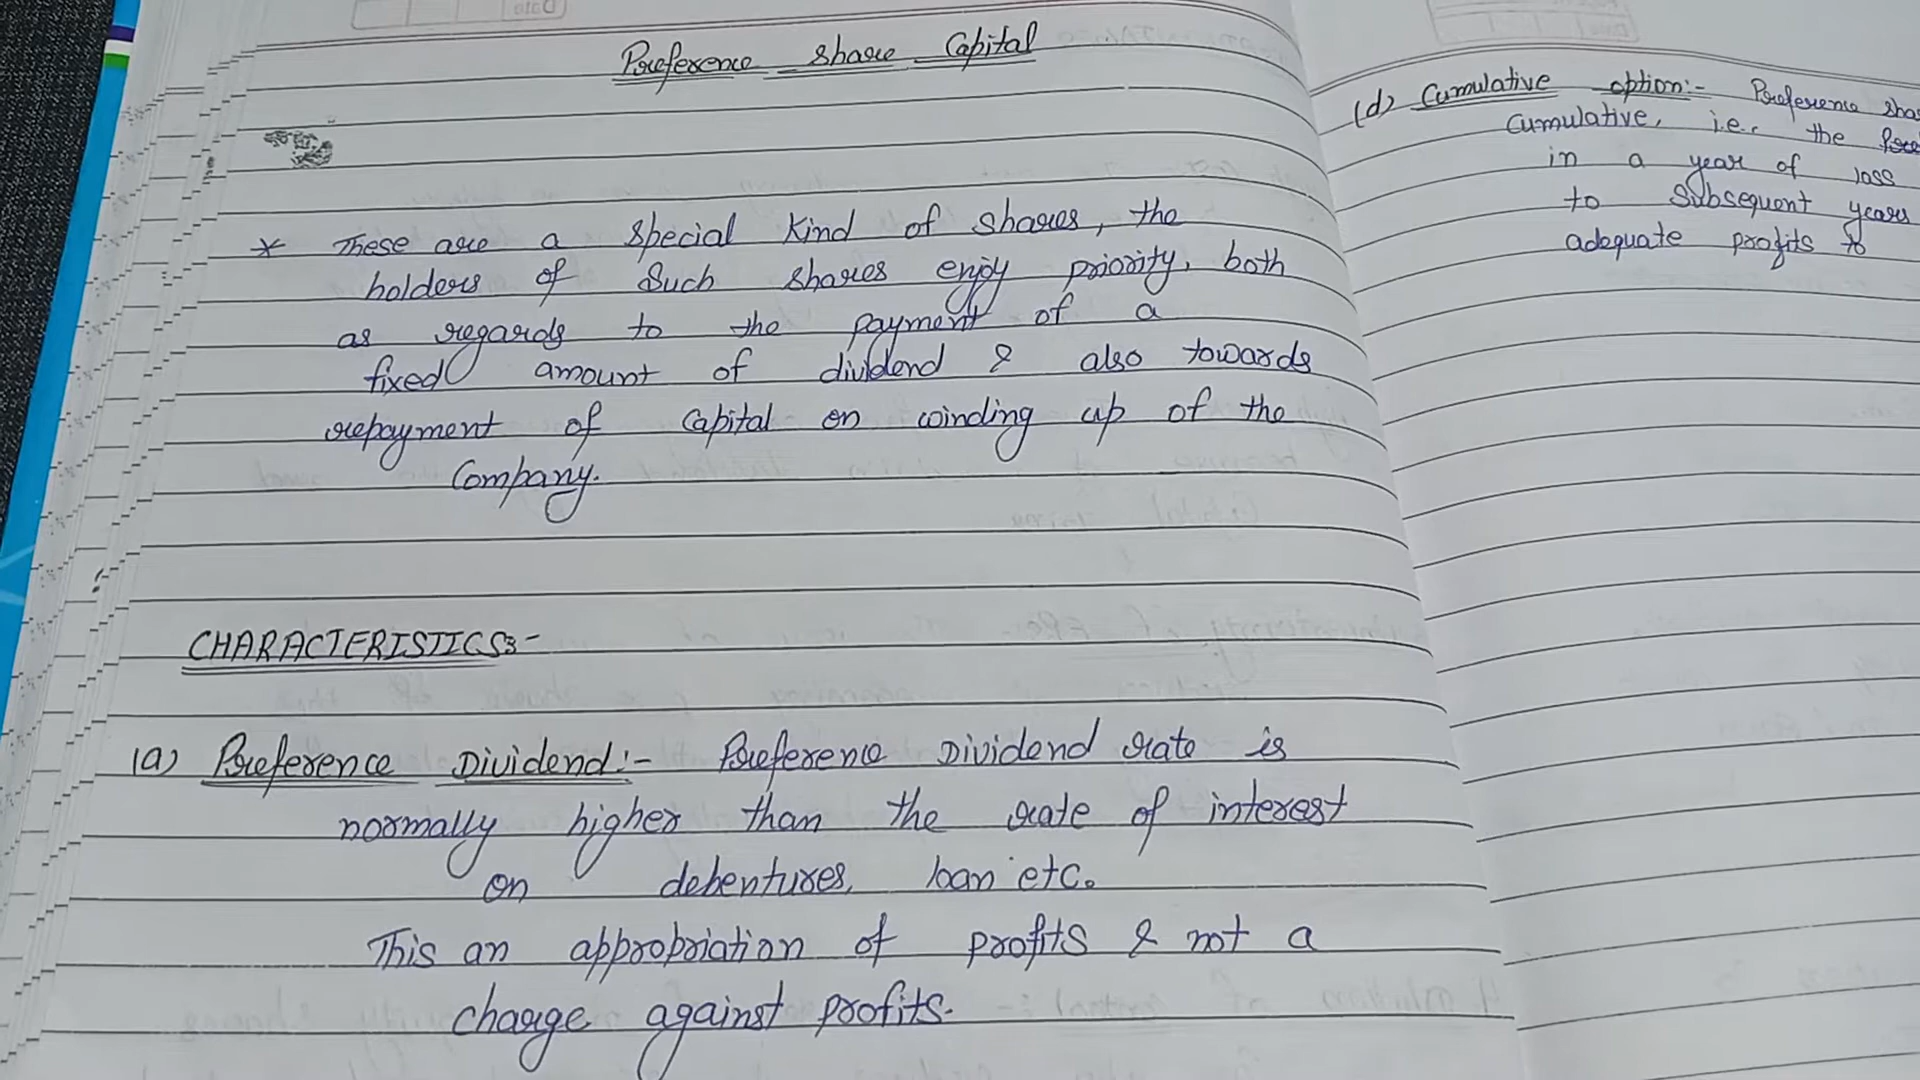 Preference Share Capital
* These are a special kind of shares, the
holders of such shares enjoy priority, both
as regards to the payment of a
fixed amount of dividend & also towards
repayment of capital on winding up of the
company.
CHARACTERISTICS:-
(a) Preference Dividend:- Preference Dividend rate is
normally higher than the rate of interest
on debentures, loan etc.
This an appropriation of profits & not a
charge against profits.
(d) Cumulative option:- Preference
cumulative, i.e. the
in a year of loss
to subsequent years
adequate profits to